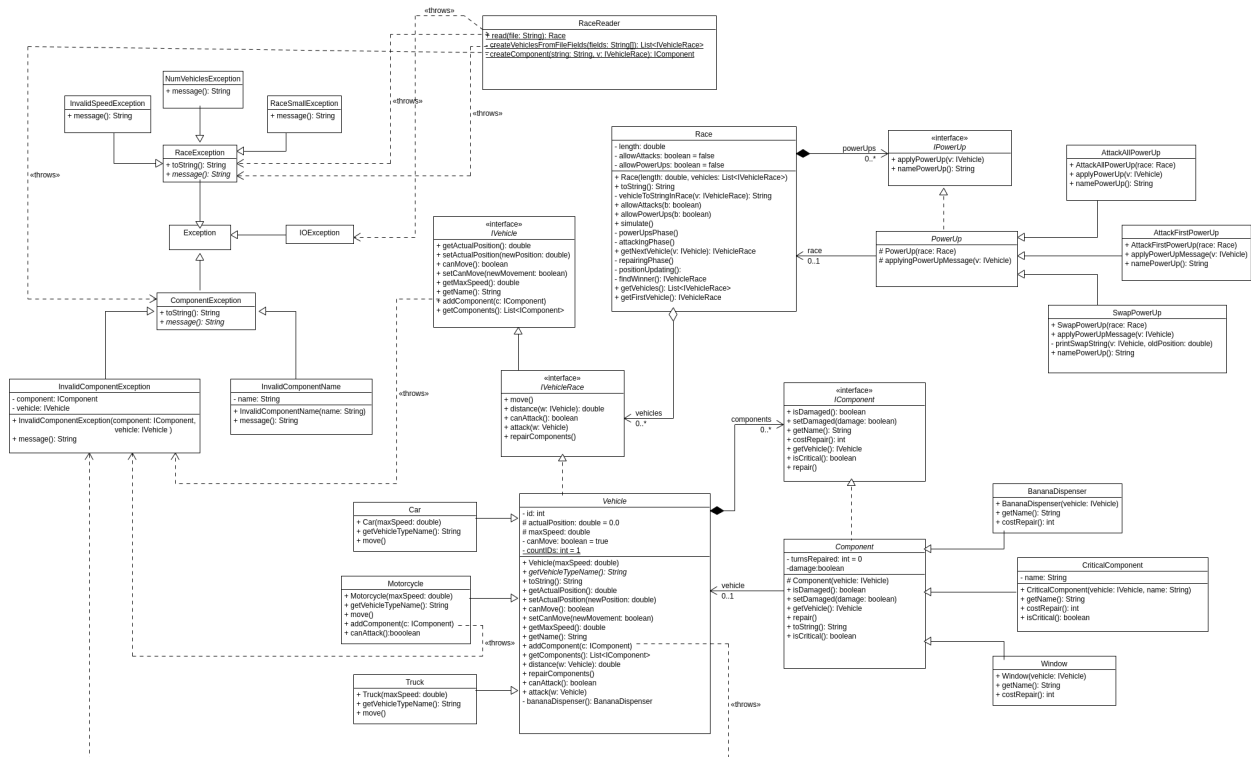 «throws»
RaceReader
+ read(file: String): Race
- createVehiclesFromFileFields(fields: String[]): List<IVehicleRace>
- createComponent(string: String, v: IVehicleRace): IComponent
«throws»
«throws»
«throws»
NumVehiclesException
+ message(): String
InvalidSpeedException
+ message(): String
RaceSmallException
+ message(): String
RaceException
+ toString(): String
+ message(): String
Exception
IOException
ComponentException
+ toString(): String
+ message(): String
InvalidComponentException
- component: IComponent
- vehicle: IVehicle
+ InvalidComponentException(component: IComponent,
vehicle: IVehicle )
+ message(): String
InvalidComponentName
- name: String
+ InvalidComponentName(name: String)
+ message(): String
«throws»
«interface»
IVehicle
+ getActualPosition(): double
+ setActualPosition(newPosition: double)
+ canMove(): boolean
+ setCanMove(newMovement: boolean)
+ getMaxSpeed(): double
+ getName(): String
+ addComponent(c: IComponent)
+ getComponents(): List<IComponent>
«interface»
IVehicleRace
+ move()
+ distance(w: IVehicle): double
+ canAttack(): boolean
+ attack(w: Vehicle)
+ repairComponents()
Race
- length: double
- allowAttacks: boolean = false
- allowPowerUps: boolean = false
+ Race(length: double, vehicles: List<IVehicleRace>)
+ toString(): String
- vehicleToStringInRace(v: IVehicleRace): String
+ allowAttacks(b: boolean)
+ allowPowerUps(b: boolean)
+ simulate()
- powerUpsPhase()
- attackingPhase()
+ getNextVehicle(v: IVehicle): IVehicleRace
- repairingPhase()
- positionUpdating():
- findWinner(): IVehicleRace
+ getVehicles(): List<IVehicleRace>
+ getFirstVehicle(): IVehicleRace
powerUps
0..*
race
0..1
vehicles
0..*
«interface»
IPowerUp
+ applyPowerUp(v: IVehicle)
+ namePowerUp(): String
PowerUp
# PowerUp(race: Race)
# applyingPowerUpMessage(v: IVehicle)
AttackAllPowerUp
+ AttackAllPowerUp(race: Race)
+ applyPowerUp(v: IVehicle)
+ namePowerUp(): String
AttackFirstPowerUp
+ AttackFirstPowerUp(race: Race)
+ applyPowerUpMessage(v: IVehicle)
+ namePowerUp(): String
SwapPowerUp
+ SwapPowerUp(race: Race)
+ applyPowerUpMessage(v: IVehicle)
- printSwapString(v: IVehicle, oldPosition: double)
+ namePowerUp(): String
components
0..*
«interface»
IComponent
+ isDamaged(): boolean
+ setDamaged(damage: boolean)
+ getName(): String
+ costRepair(): int
+ getVehicle(): IVehicle
+ isCritical(): boolean
+ repair()
Car
+ Car(maxSpeed: double)
+ getVehicleTypeName(): String
+ move()
Motorcycle
+ Motorcycle(maxSpeed: double)
+ getVehicleTypeName(): String
+ move()
+ addComponent(c: IComponent)
+ canAttack():booolean
«throws»
Truck
+ Truck(maxSpeed: double)
+ getVehicleTypeName(): String
+ move()
Vehicle
- id: int
# actualPosition: double = 0.0
# maxSpeed: double
- canMove: boolean = true
- countIDs: int = 1
+ Vehicle(maxSpeed: double)
+ getVehicleTypeName(): String
+ toString(): String
+ getActualPosition(): double
+ setActualPosition(newPosition: double)
+ canMove(): boolean
+ setCanMove(newMovement: boolean)
+ getMaxSpeed(): double
+ getName(): String
+ addComponent(c: IComponent)
+ getComponents(): List<IComponent>
+ distance(w: Vehicle): double
+ repairComponents()
+ canAttack(): boolean
+ attack(w: Vehicle)
- bananaDispenser(): BananaDispenser
«throws»
vehicle
0..1
Component
- turnsRepaired: int = 0
-damage:boolean
# Component(vehicle: IVehicle)
+ isDamaged(): boolean
+ setDamaged(damage: boolean)
+ getVehicle(): IVehicle
+ repair()
+ toString(): String
+ isCritical(): boolean
BananaDispenser
+ BananaDispenser(vehicle: IVehicle)
+ getName(): String
+ costRepair(): int
CriticalComponent
- name: String
+ CriticalComponent(vehicle: IVehicle, name: String)
+ getName(): String
+ costRepair(): int
+ isCritical(): boolean
Window
+ Window(vehicle: IVehicle)
+ getName(): String
+ costRepair(): int